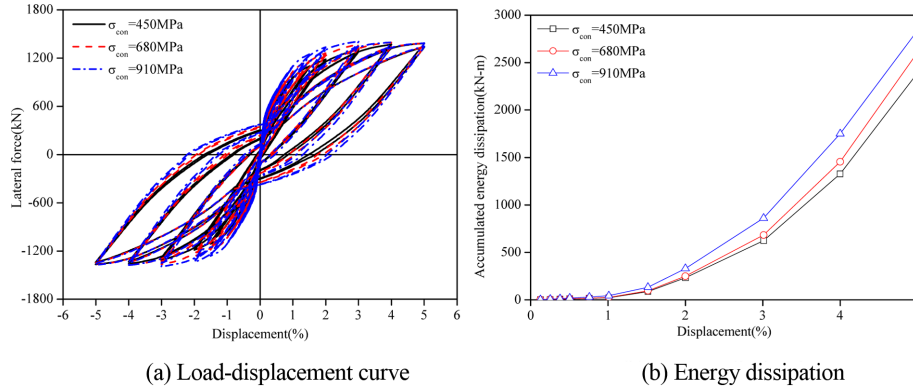 (a)
σcon=450MPa
σcon=680MPa
σcon=910MPa
1800
1200
600
0
-600
-1200
-1800
Lateral force(kN)
-6 -5 -4 -3 -2 -1 0 1 2 3 4 5 6
Displacement(%)
(a) Load-displacement curve
(b)
σcon=450MPa
σcon=680MPa
σcon=910MPa
3000
2500
2000
1500
1000
500
0
Accumulated energy dissipation(kN-m)
0 1 2 3 4
Displacement(%)
(b) Energy dissipation